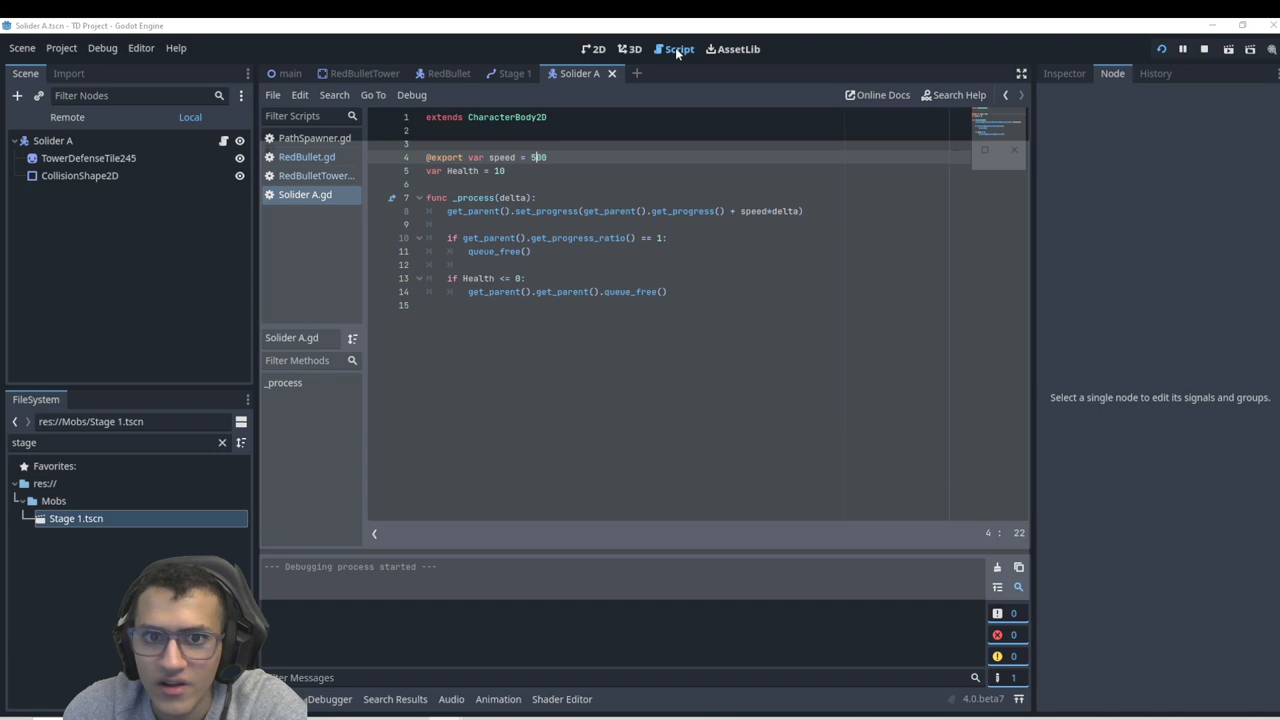 Solider A.tscn - TD Project - Godot Engine
Scene Project Debug Editor Help
2D 3D Script AssetLib
Scene Import
main RedBulletTower RedBullet Stage 1 Solider A
Inspector Node History
Filter Nodes
File Edit Search Go To Debug
Online Docs Search Help
Remote Local
Filter Scripts
Solider A
TowerDefenseTile245
CollisionShape2D
PathSpawner.gd
RedBullet.gd
RedBulletTower...
Solider A.gd
1 extends CharacterBody2D
2
3
4 @export var speed = 500
5 var Health = 10
6
7 func _process(delta):
8 get_parent().set_progress(get_parent().get_progress() + speed*delta)
9
10 if get_parent().get_progress_ratio() == 1:
11 queue_free()
12
13 if Health <= 0:
14 get_parent().get_parent().queue_free()
15
Solider A.gd
Filter Methods
_process
Select a single node to edit its signals and groups.
FileSystem
res://Mobs/Stage 1.tscn
stage
Favorites:
res://
Mobs
Stage 1.tscn
4 : 22
--- Debugging process started ---
0
0
0
1
ilter Messages
Debugger Search Results Audio Animation Shader Editor
4.0.beta7